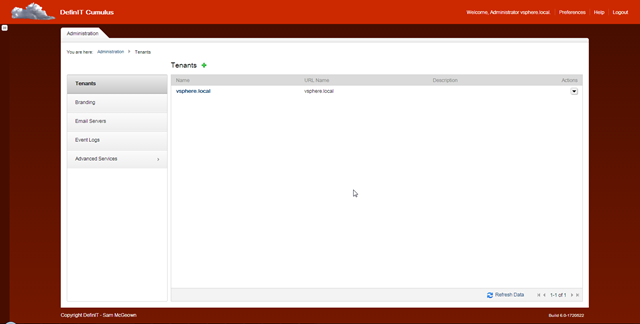 DefinIT Cumulus
Welcome, Administrator vsphere.local Preferences Help Logout
Administration
You are here: Administration Tenants
Tenants
Tenants
Branding
Email Servers
Event Logs
Advanced Services
Name URL Name Description Actions
vsphere.local vsphere.local
Refresh Data 1-1 of 1
Copyright DefinIT - Sam McGeown
Build 6.0-1720522